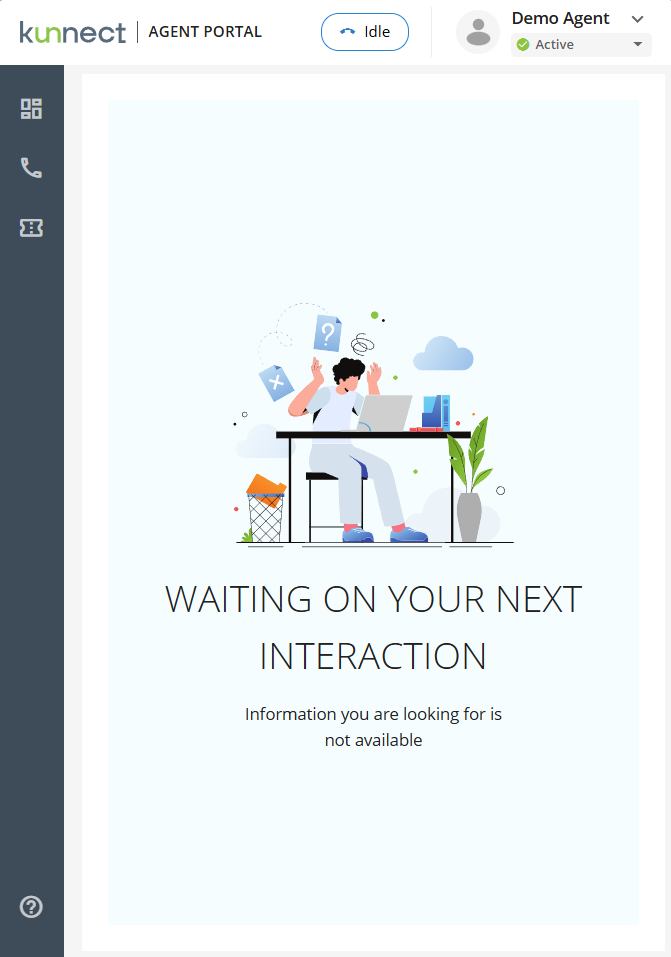 kunnect AGENT PORTAL
Idle
Demo Agent
Active
?
WAITING ON YOUR NEXT
INTERACTION
Information you are looking for is
not available